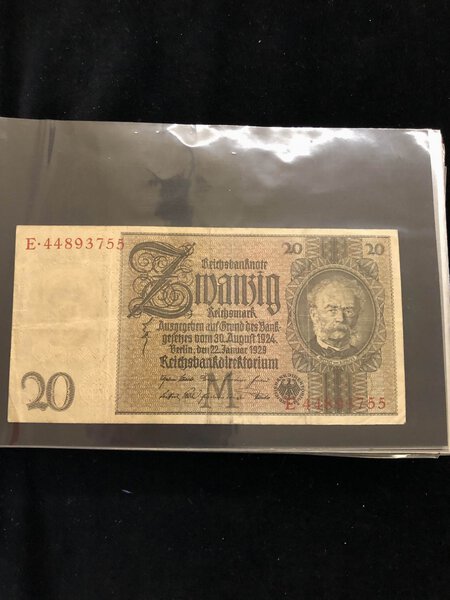 E·44893755
20
20
Reichsbanknote
Zwanzig
Reichsmark
Ausgegeben auf Grund des Bank-
gesetzes vom 30. August 1924
Berlin, den 22. Januar 1929
Reichsbankdirektorium
M
20
E·44893755